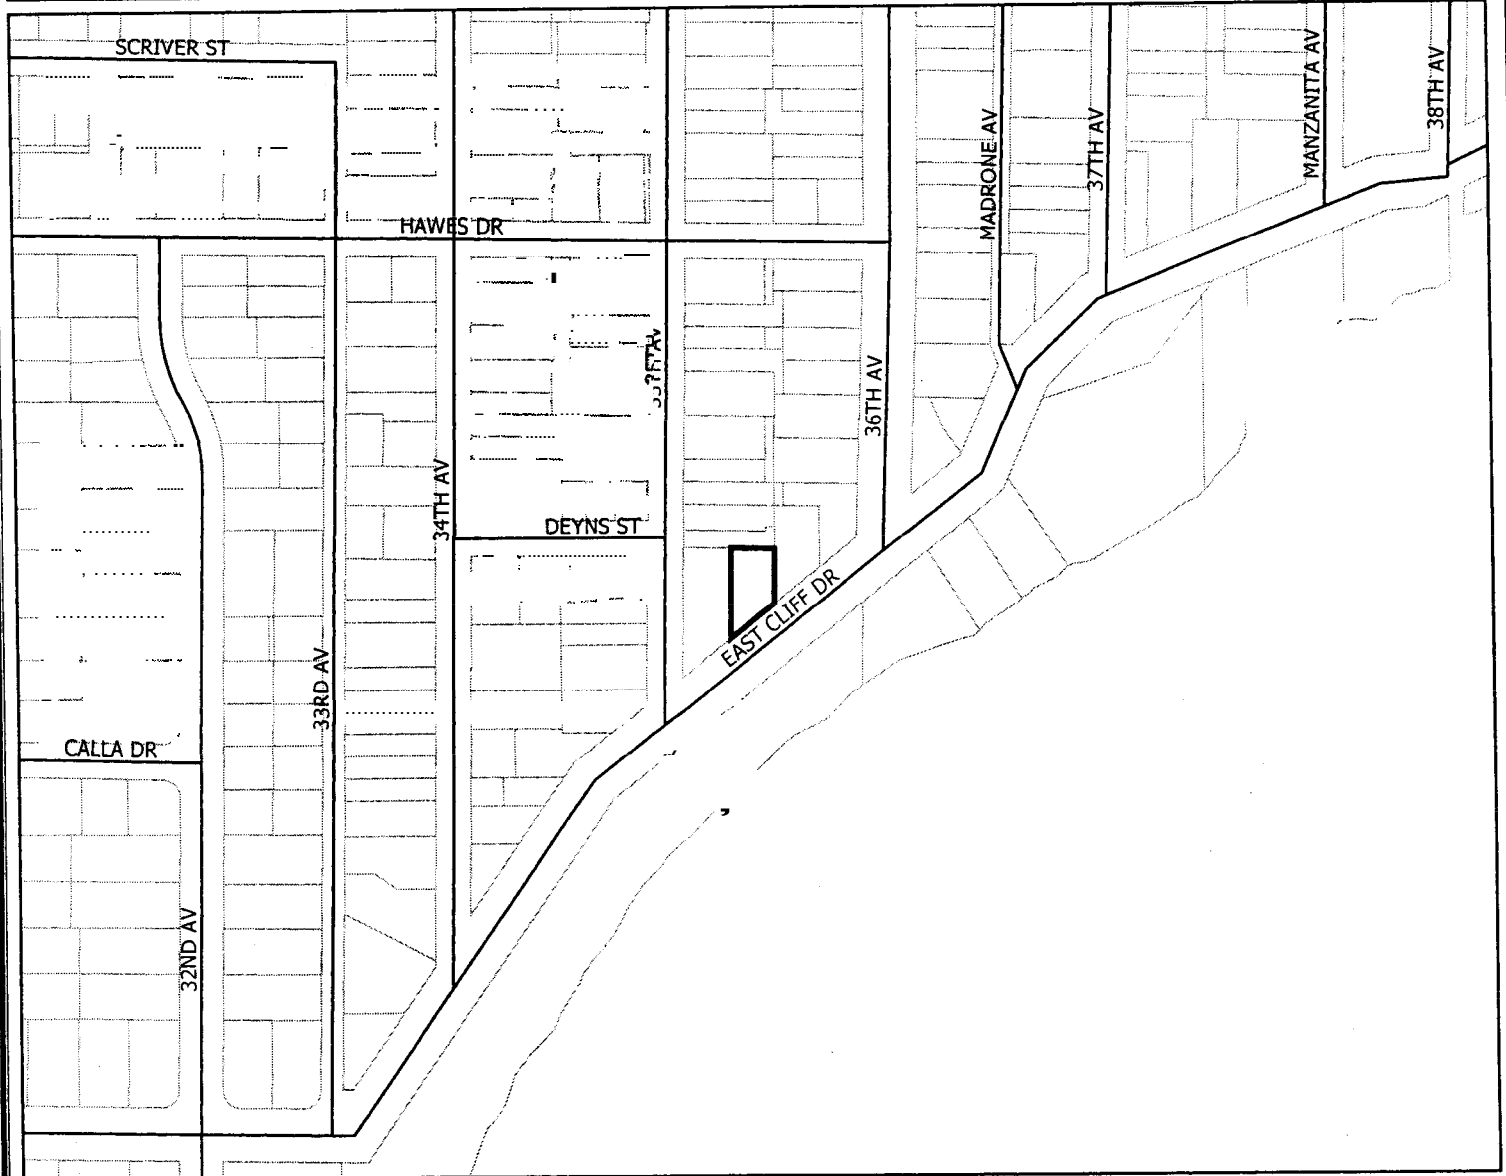 SCRIVER ST
MANZANITA AV
38TH AV
MADRONE AV
37TH AV
HAWES DR
36TH AV
34TH AV
DEYNS ST
EAST CLIFF DR
33RD AV
CALLA DR
32ND AV